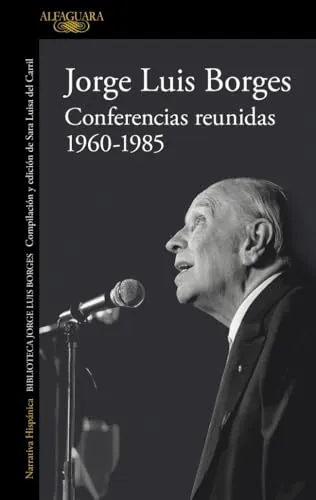 ALFAGUARA
Jorge Luis Borges
Conferencias reunidas
1960-1985
Narrativa Hispánica BIBLIOTECA JORGE LUIS BORGES Compilación y edición de Sara Luisa del Carril